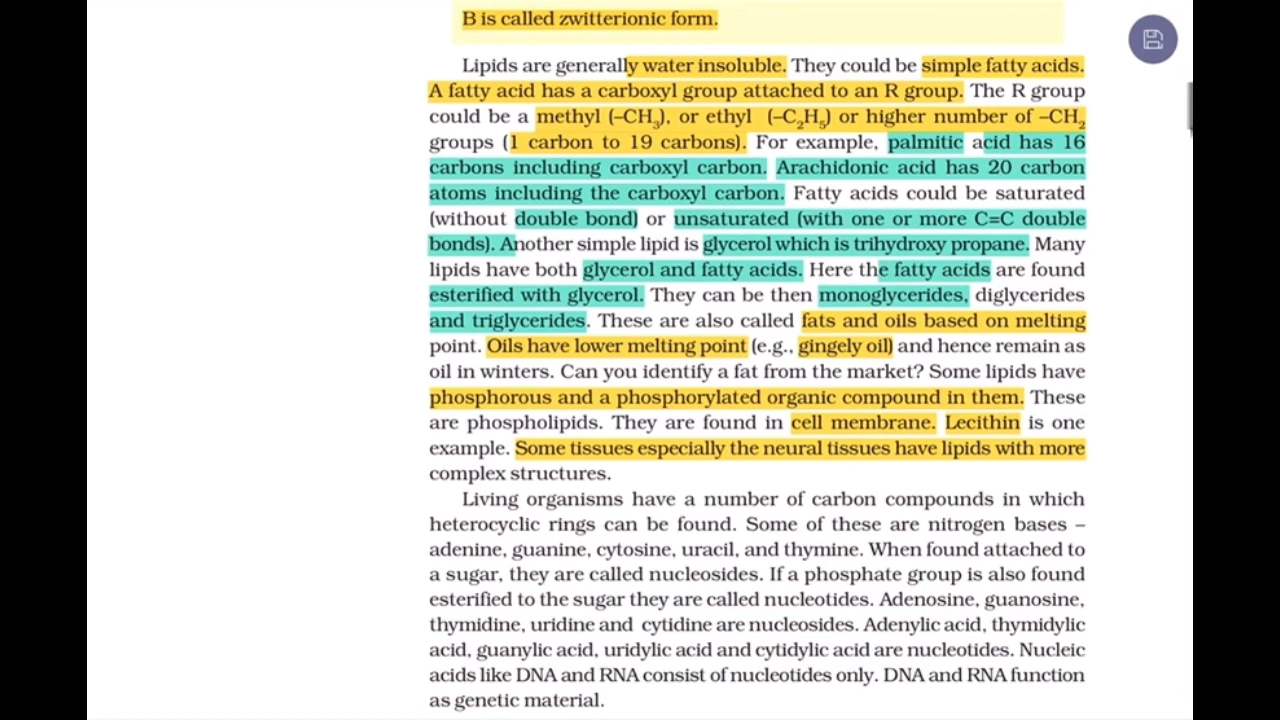 B is called zwitterionic form.
Lipids are generally water insoluble. They could be simple fatty acids.
A fatty acid has a carboxyl group attached to an R group. The R group
could be a methyl (–CH₃), or ethyl (–C₂H₅) or higher number of –CH₂
groups (1 carbon to 19 carbons). For example, palmitic acid has 16
carbons including carboxyl carbon. Arachidonic acid has 20 carbon
atoms including the carboxyl carbon. Fatty acids could be saturated
(without double bond) or unsaturated (with one or more C=C double
bonds). Another simple lipid is glycerol which is trihydroxy propane. Many
lipids have both glycerol and fatty acids. Here the fatty acids are found
esterified with glycerol. They can be then monoglycerides, diglycerides
and triglycerides. These are also called fats and oils based on melting
point. Oils have lower melting point (e.g., gingely oil) and hence remain as
oil in winters. Can you identify a fat from the market? Some lipids have
phosphorous and a phosphorylated organic compound in them. These
are phospholipids. They are found in cell membrane. Lecithin is one
example. Some tissues especially the neural tissues have lipids with more
complex structures.
Living organisms have a number of carbon compounds in which
heterocyclic rings can be found. Some of these are nitrogen bases –
adenine, guanine, cytosine, uracil, and thymine. When found attached to
a sugar, they are called nucleosides. If a phosphate group is also found
esterified to the sugar they are called nucleotides. Adenosine, guanosine,
thymidine, uridine and cytidine are nucleosides. Adenylic acid, thymidylic
acid, guanylic acid, uridylic acid and cytidylic acid are nucleotides. Nucleic
acids like DNA and RNA consist of nucleotides only. DNA and RNA function
as genetic material.